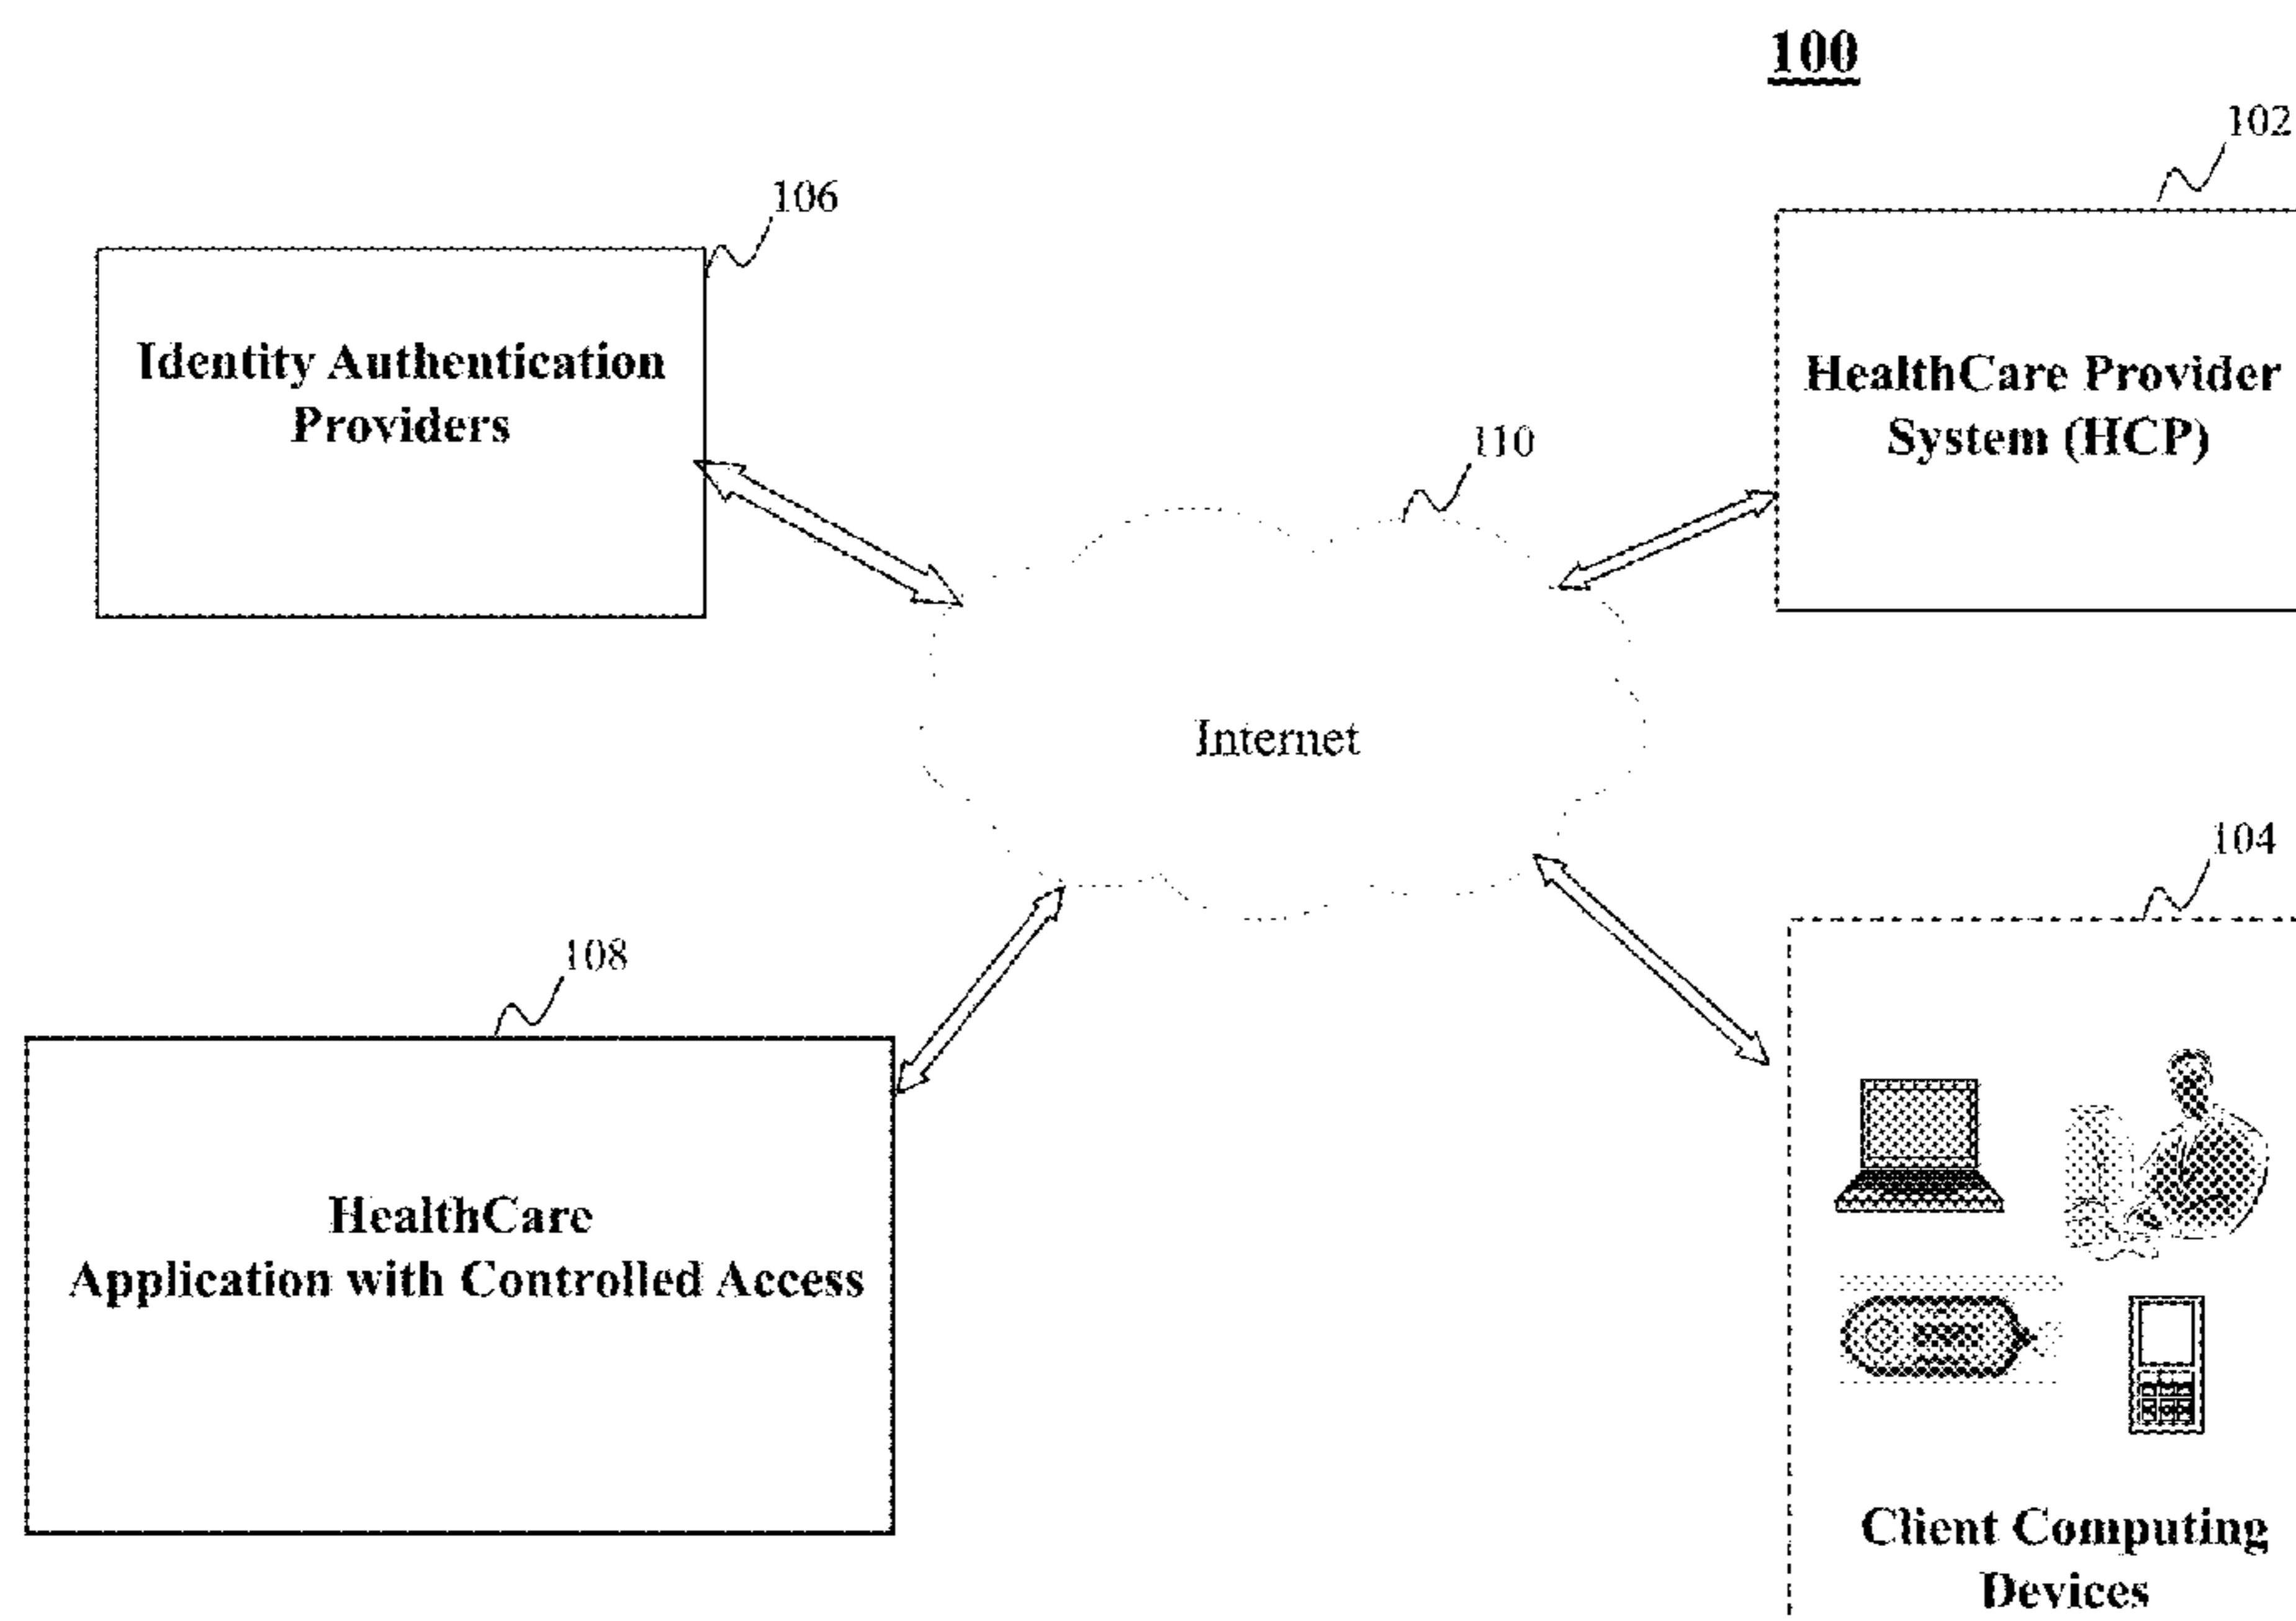 100
102
106
Identity Authentication
Providers
HealthCare Provider
System (HCP)
110
Internet
104
108
HealthCare
Application with Controlled Access
Client Computing
Devices